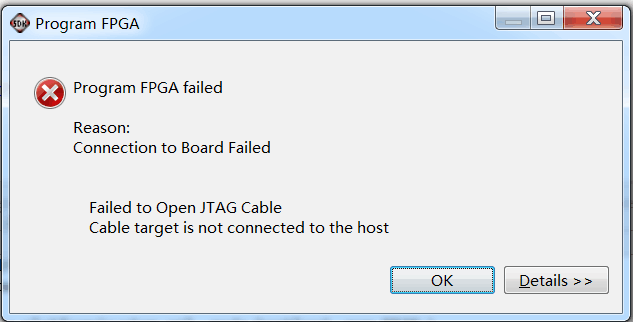 SDK Program FPGA
Program FPGA failed
Reason:
Connection to Board Failed
Failed to Open JTAG Cable
Cable target is not connected to the host
OK Details >>